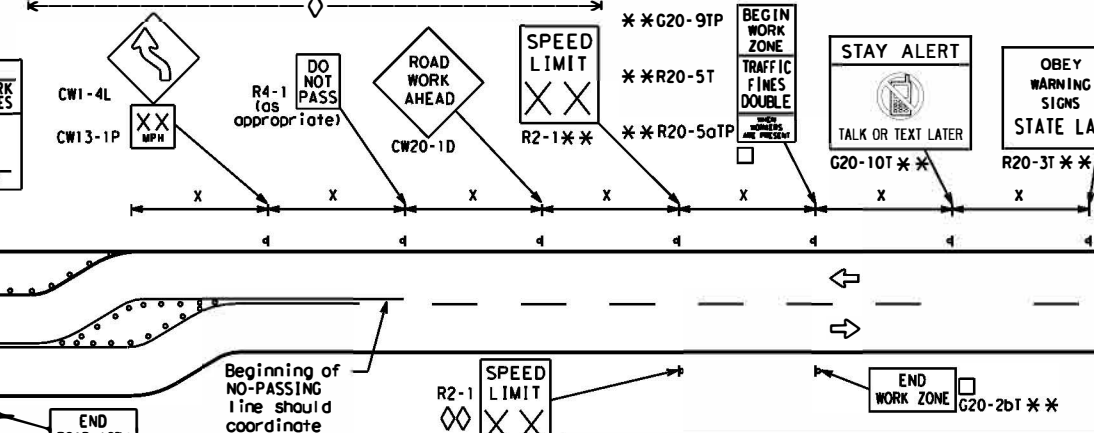 CW1-4L
XX
MPH
CW13-1P
R4-1
(as
appropriate)
DO
NOT
PASS
ROAD
WORK
AHEAD
CW20-1D
SPEED
LIMIT
XX
R2-1**
**G20-9TP
**R20-5T
**R20-5aTP
BEGIN
WORK
ZONE
TRAFFIC
FINES
DOUBLE
WHEN
WORKERS
ARE PRESENT
STAY ALERT
TALK OR TEXT LATER
G20-10T**
OBEY
WARNING
SIGNS
STATE LA
R20-3T**
X X X X X X X
Beginning of
NO-PASSING
line should
coordinate
R2-1
SPEED
LIMIT
XX
END
WORK ZONE
G20-2bT**
END